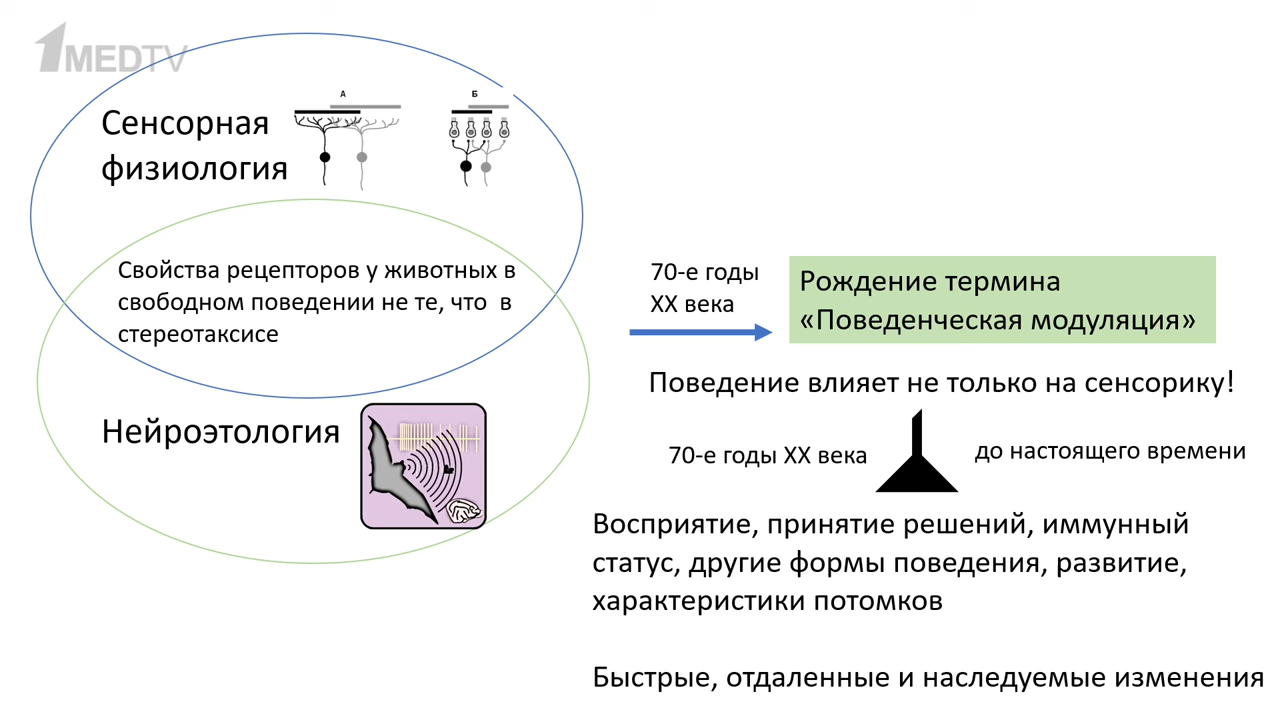 1MEDTV
А
Б
Сенсорная
физиология
Свойства рецепторов у животных в
свободном поведении не те, что в
стереотаксисе
Нейроэтология
70-е годы
XX века
Рождение термина
«Поведенческая модуляция»
Поведение влияет не только на сенсорику!
70-е годы XX века
до настоящего времени
Восприятие, принятие решений, иммунный
статус, другие формы поведения, развитие,
характеристики потомков
Быстрые, отдаленные и наследуемые изменения